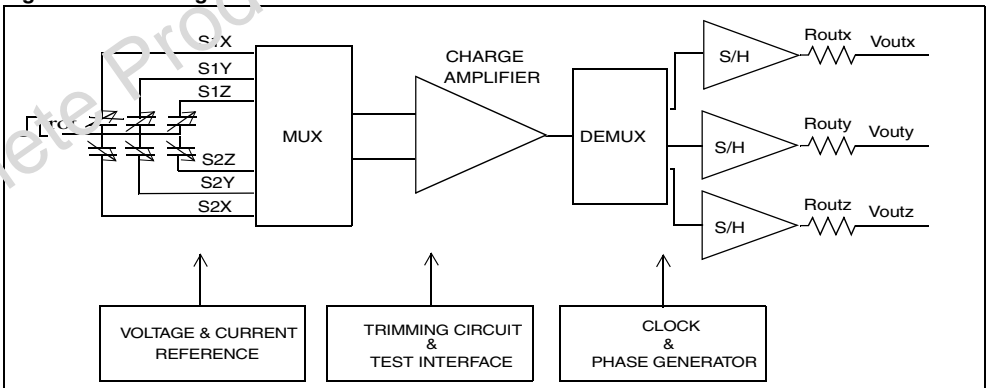 S1X
S1Y
S1Z
rot
S2Z
S2Y
S2X
MUX
CHARGE
AMPLIFIER
DEMUX
S/H
Routx
Voutx
S/H
Routy
Vouty
S/H
Routz
Voutz
VOLTAGE & CURRENT
REFERENCE
TRIMMING CIRCUIT
&
TEST INTERFACE
CLOCK
&
PHASE GENERATOR